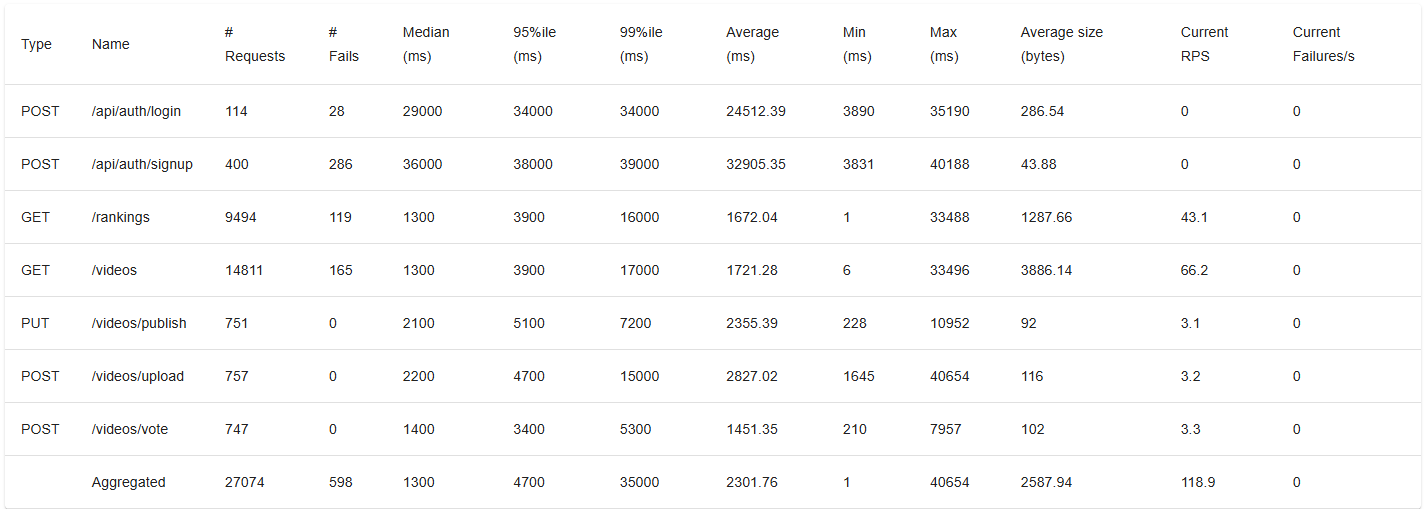 Type Name # Requests # Fails Median (ms) 95%ile (ms) 99%ile (ms) Average (ms) Min (ms) Max (ms) Average size (bytes) Current RPS Current Failures/s
POST /api/auth/login 114 28 29000 34000 34000 24512.39 3890 35190 286.54 0 0
POST /api/auth/signup 400 286 36000 38000 39000 32905.35 3831 40188 43.88 0 0
GET /rankings 9494 119 1300 3900 16000 1672.04 1 33488 1287.66 43.1 0
GET /videos 14811 165 1300 3900 17000 1721.28 6 33496 3886.14 66.2 0
PUT /videos/publish 751 0 2100 5100 7200 2355.39 228 10952 92 3.1 0
POST /videos/upload 757 0 2200 4700 15000 2827.02 1645 40654 116 3.2 0
POST /videos/vote 747 0 1400 3400 5300 1451.35 210 7957 102 3.3 0
Aggregated 27074 598 1300 4700 35000 2301.76 1 40654 2587.94 118.9 0